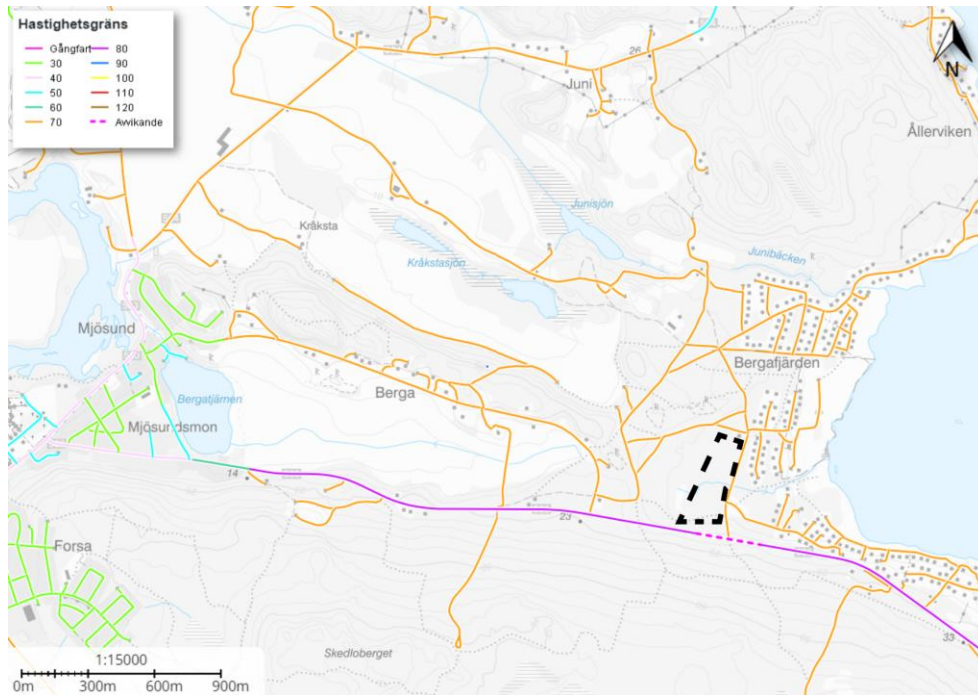 Hastighetsgräns
Gångfart 80
30 90
40 100
50 110
60 120
70 Avvikande
N
26
Juni
Ållerviken
Junisjön
Kråksta
Kråkstasjön
Junibäcken
Mjösund
Bergafjärden
Berga
Bergatjärnen
Mjösundsmon
14
23
Forsa
33
Skedloberget
1:15000
0m 300m 600m 900m